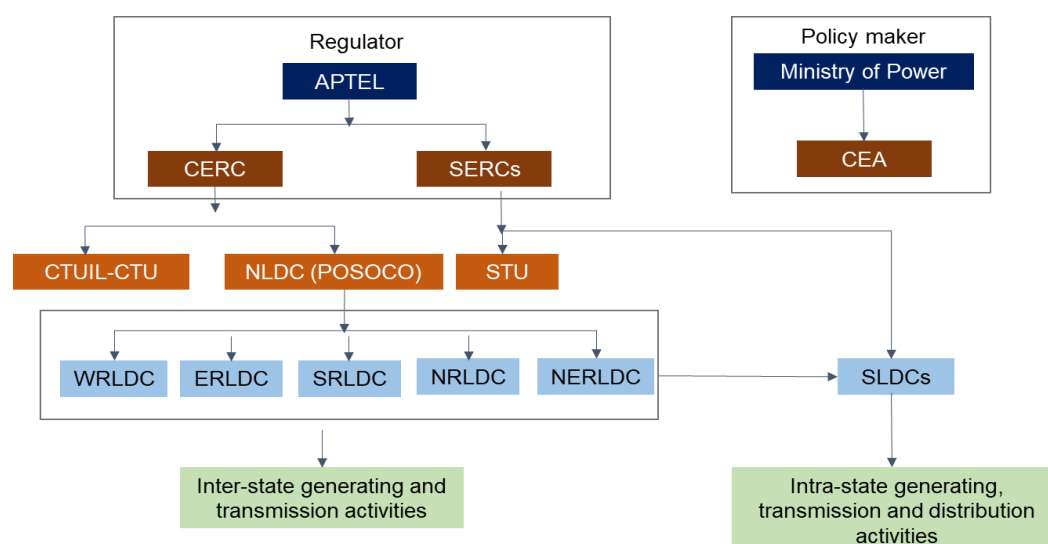 Regulator
APTEL
CERC
SERCs
Policy maker
Ministry of Power
CEA
CTUIL-CTU
NLDC (POSOCO)
STU
WRLDC
ERLDC
SRLDC
NRLDC
NERLDC
SLDCs
Inter-state generating and
transmission activities
Intra-state generating,
transmission and distribution
activities